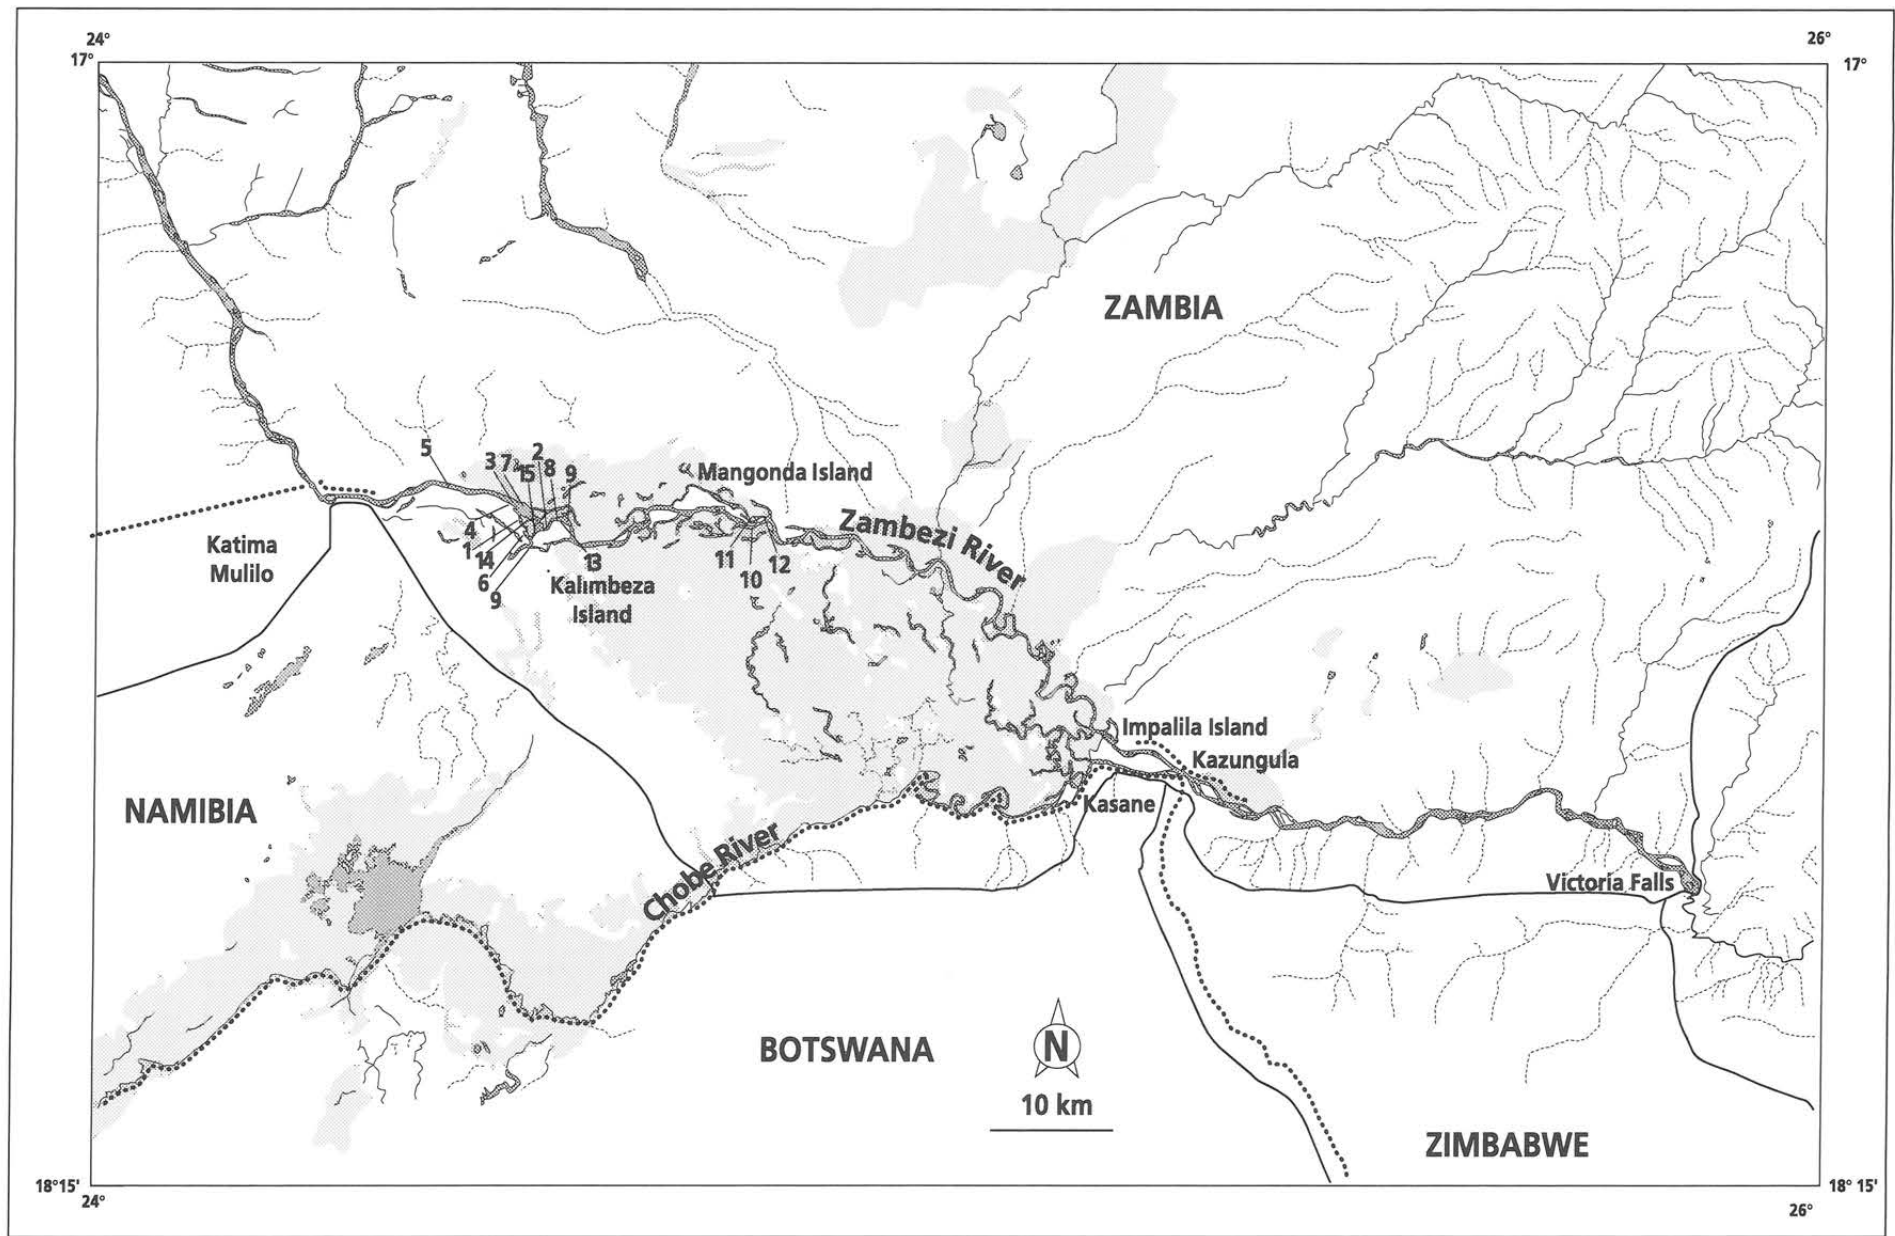 24°
26°
17°
17°
ZAMBIA
5
3 7 15 2 8 9
Mangonda Island
Zambezi River
4
1
14
6
9
13
Kalimbeza
Island
11
10
12
Katima
Mulilo
Impalila Island
Kazungula
Kasane
NAMIBIA
Chobe River
Victoria Falls
BOTSWANA
N
10 km
ZIMBABWE
18°15'
18° 15'
24°
26°